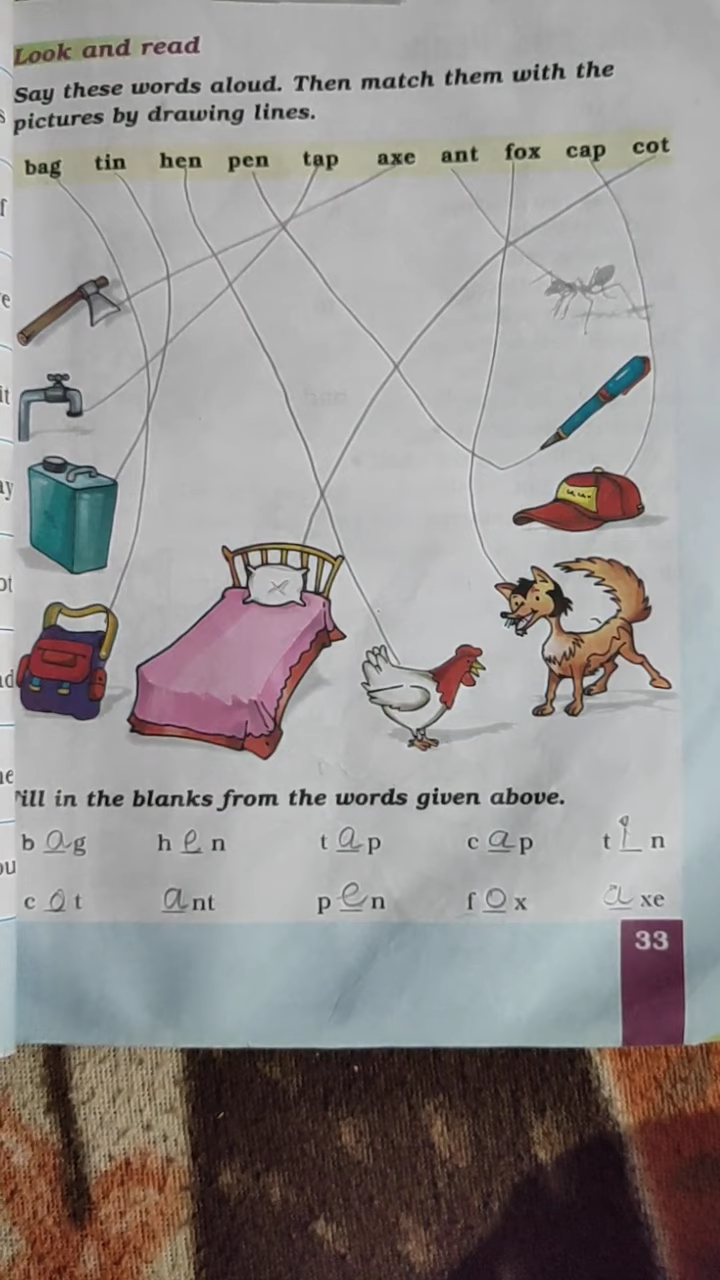 Look and read
Say these words aloud. Then match them with the
pictures by drawing lines.
bag tin hen pen tap axe ant fox cap cot
ill in the blanks from the words given above.
b a g h e n t a p c a p t i n
c o t a nt p e n f o x a xe
33